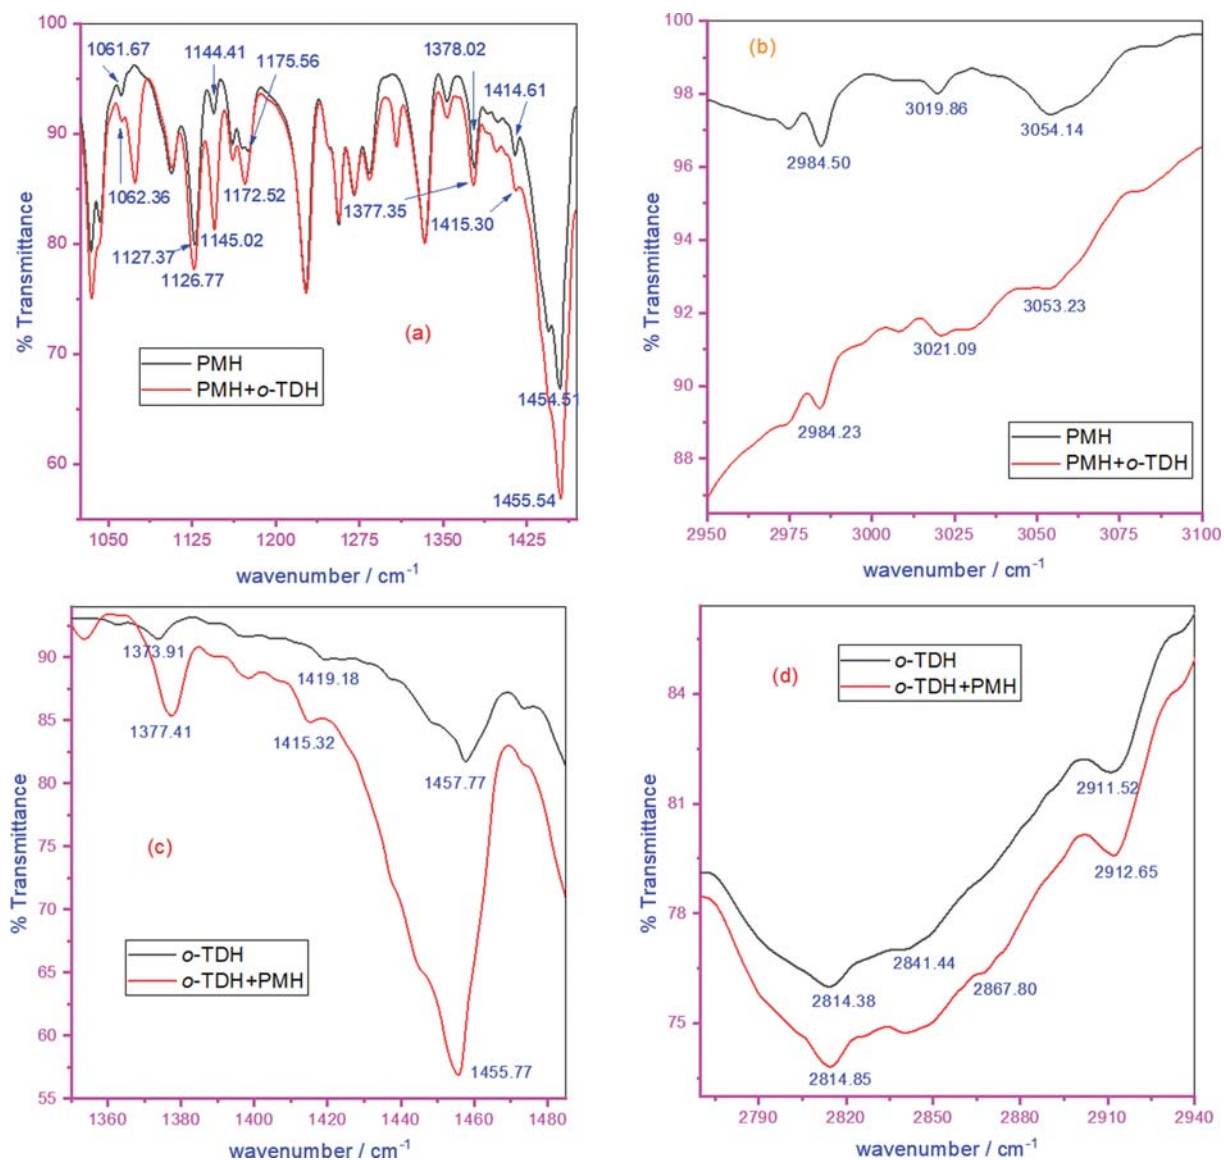 100
90
80
70
60
% Transmittance
1061.67
1144.41
1175.56
1378.02
1414.61
1062.36
1172.52
1377.35
1415.30
1145.02
1127.37
1126.77
(a)
PMH
PMH+o-TDH
1454.51
1455.54
1050 1125 1200 1275 1350 1425
wavenumber / cm⁻¹
100
98
96
94
92
90
88
% Transmittance
(b)
3019.86
3054.14
2984.50
3053.23
3021.09
2984.23
PMH
PMH+o-TDH
2950 2975 3000 3025 3050 3075 3100
wavenumber / cm⁻¹
90
85
80
75
70
65
60
55
% Transmittance
1373.91
1419.18
1377.41
1415.32
1457.77
(c)
o-TDH
o-TDH+PMH
1455.77
1360 1380 1400 1420 1440 1460 1480
wavenumber / cm⁻¹
84
81
78
75
% Transmittance
(d)
o-TDH
o-TDH+PMH
2911.52
2912.65
2841.44
2867.80
2814.38
2814.85
2790 2820 2850 2880 2910 2940
wavenumber / cm⁻¹